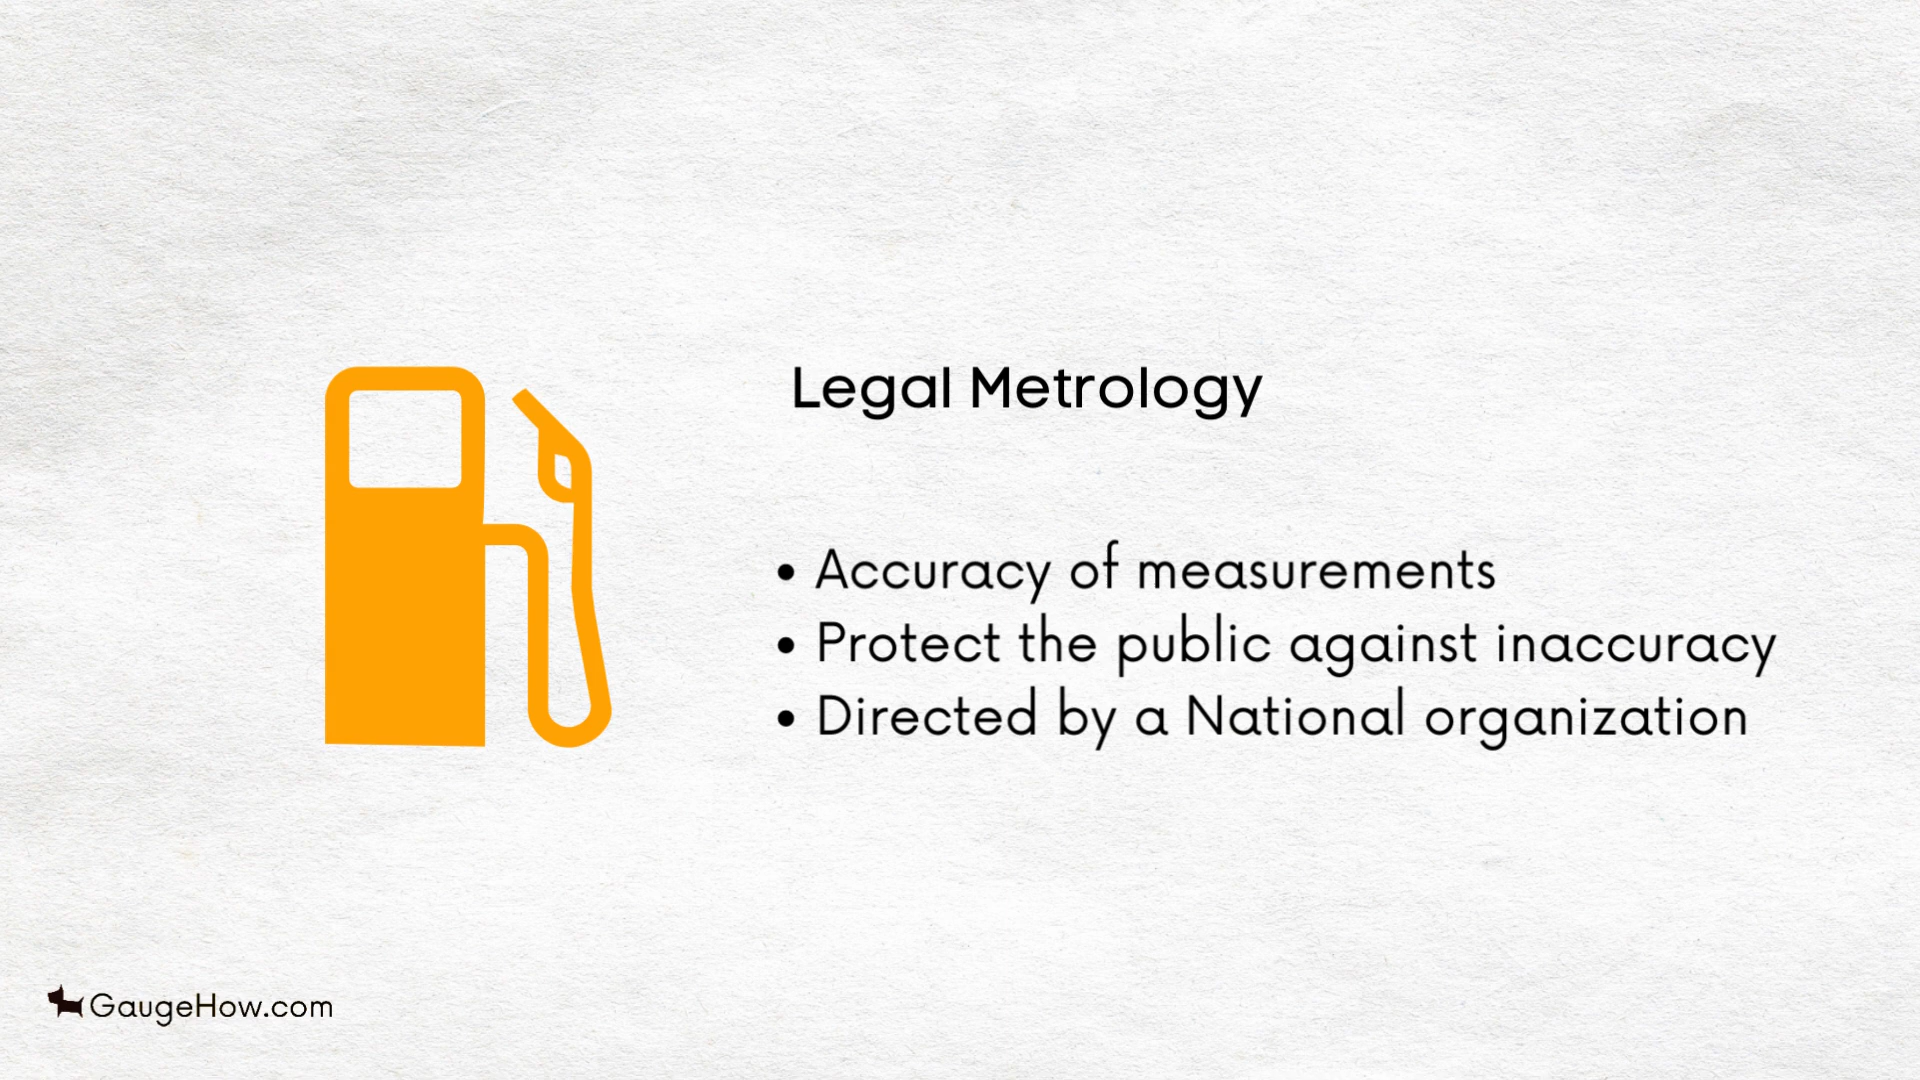 Legal Metrology
• Accuracy of measurements
• Protect the public against inaccuracy
• Directed by a National organization
GaugeHow.com